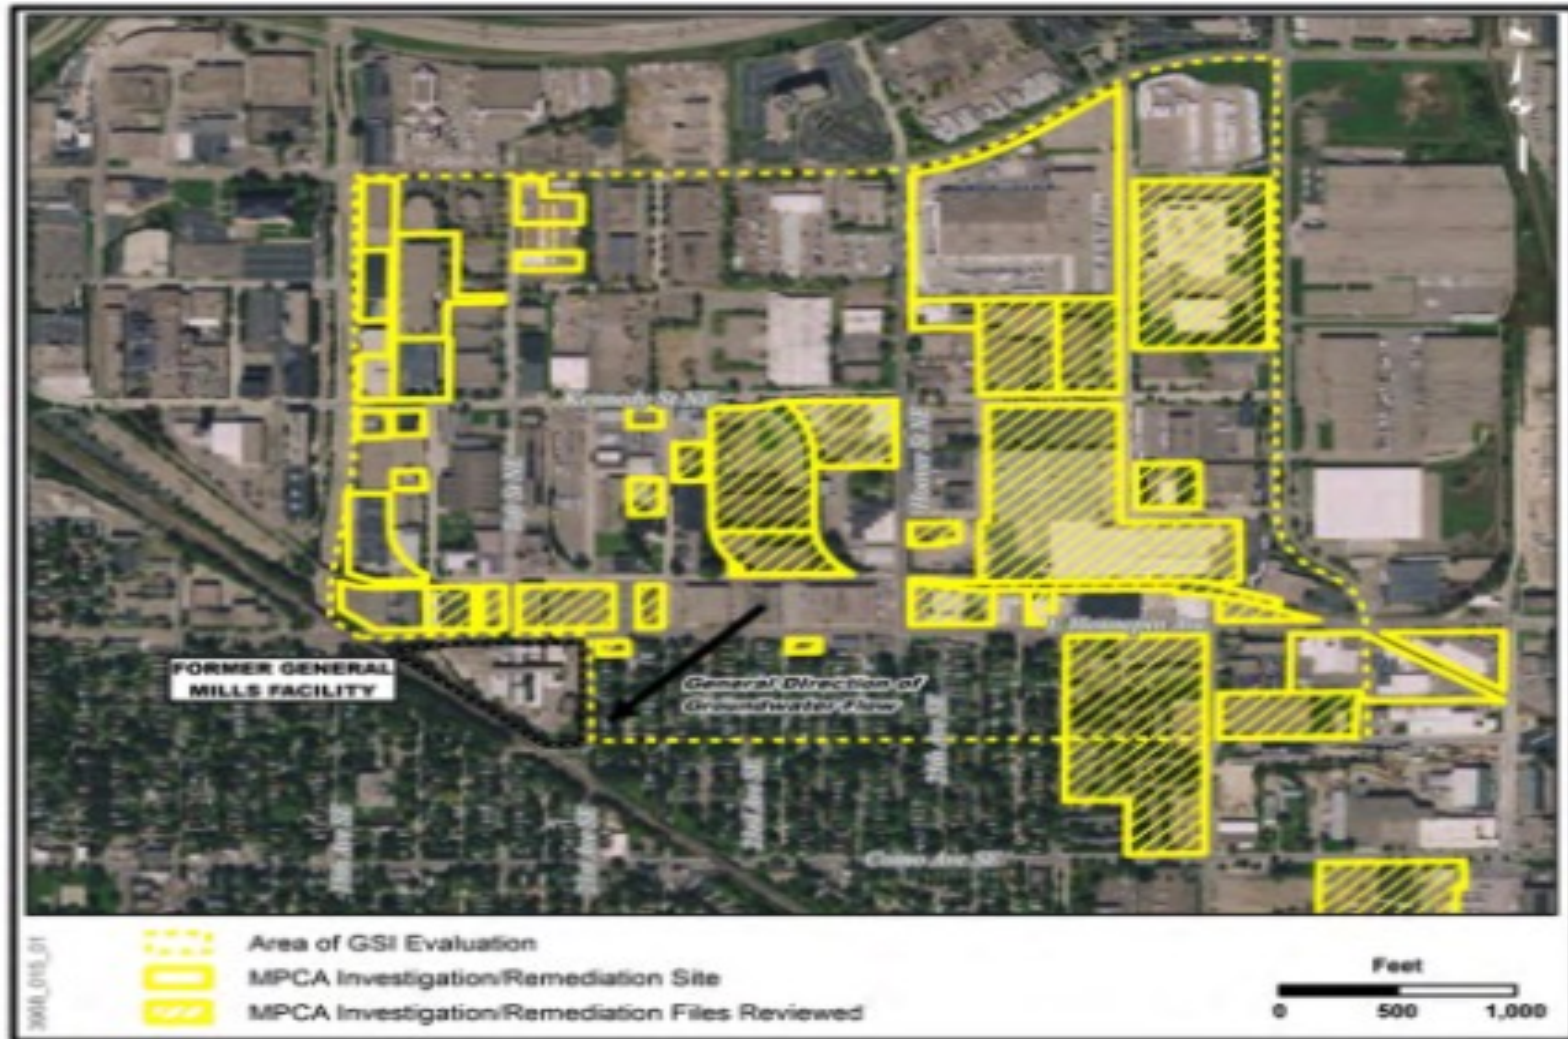 Kennedy St NE
E. Hennepin Ave
FORMER GENERAL
MILLS FACILITY
General Direction of
Groundwater Flow
Como Ave SE
3908_015_01
Area of GSI Evaluation
MPCA Investigation/Remediation Site
MPCA Investigation/Remediation Files Reviewed
Feet
0 500 1,000